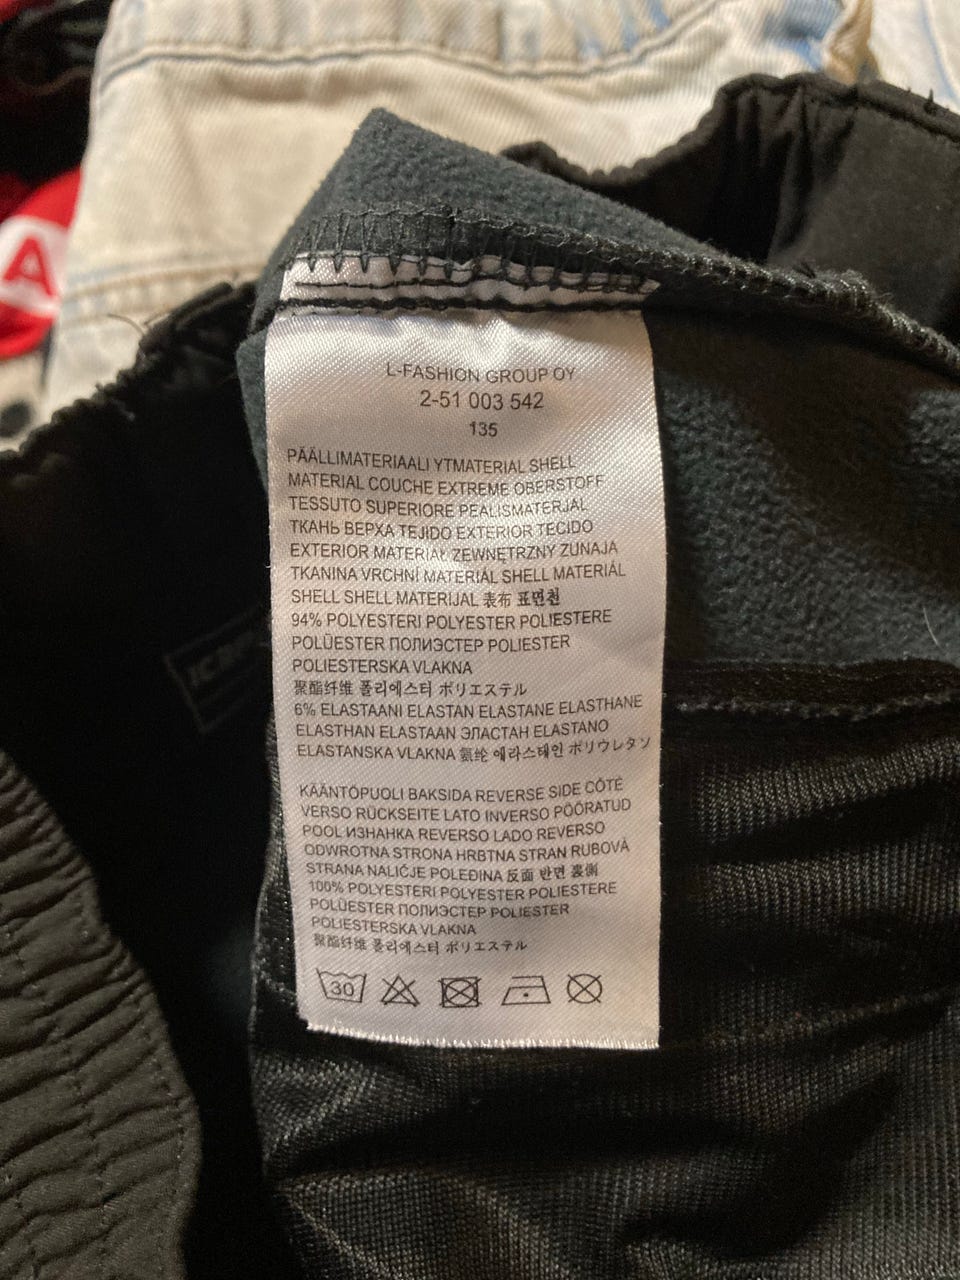 L-FASHION GROUP OY
2-51 003 542
135
PÄÄLLIMATERIAALI YTMATERIAL SHELL
MATERIAL COUCHE EXTREME OBERSTOFF
TESSUTO SUPERIORE PEALISMATERJAL
ТКАНЬ ВЕРХА TEJIDO EXTERIOR TECIDO
EXTERIOR MATERIAŁ ZEWNĘTRZNY ZUNAJA
TKANINA VRCHNÍ MATERIÁL SHELL MATERIÁL
SHELL SHELL MATERIJAL 表布 표면천
94% POLYESTERI POLYESTER POLIESTERE
POLÜESTER ПОЛИЭСТЕР POLIESTER
POLIESTERSKA VLAKNA
聚酯纤维 폴리에스터 ポリエステル
6% ELASTAANI ELASTAN ELASTANE ELASTHANE
ELASTHAN ELASTAAN ЭЛАСТАН ELASTANO
ELASTANSKA VLAKNA 氨纶 에라스테인 ポリウレタン
KÄÄNTÖPUOLI BAKSIDA REVERSE SIDE CÔTÉ
VERSO RÜCKSEITE LATO INVERSO PÖÖRATUD
POOL ИЗНАНКА REVERSO LADO REVERSO
ODWROTNA STRONA HRBTNA STRAN RUBOVÁ
STRANA NALIČJE POLEĐINA 反面 반면 裏側
100% POLYESTERI POLYESTER POLIESTERE
POLÜESTER ПОЛИЭСТЕР POLIESTER
POLIESTERSKA VLAKNA
聚酯纤维 폴리에스터 ポリエステル
30
A